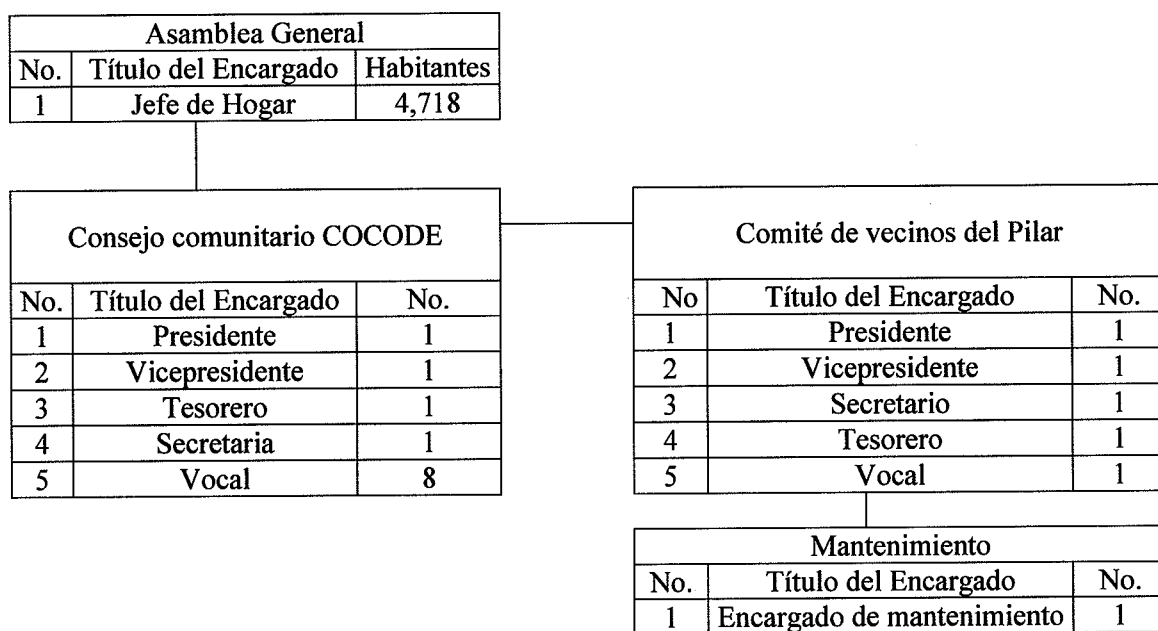 Asamblea General
No. Título del Encargado Habitantes
1 Jefe de Hogar 4,718
Consejo comunitario COCODE
No. Título del Encargado No.
1 Presidente 1
2 Vicepresidente 1
3 Tesorero 1
4 Secretaria 1
5 Vocal 8
Comité de vecinos del Pilar
No Título del Encargado No.
1 Presidente 1
2 Vicepresidente 1
3 Secretario 1
4 Tesorero 1
5 Vocal 1
Mantenimiento
No. Título del Encargado No.
1 Encargado de mantenimiento 1